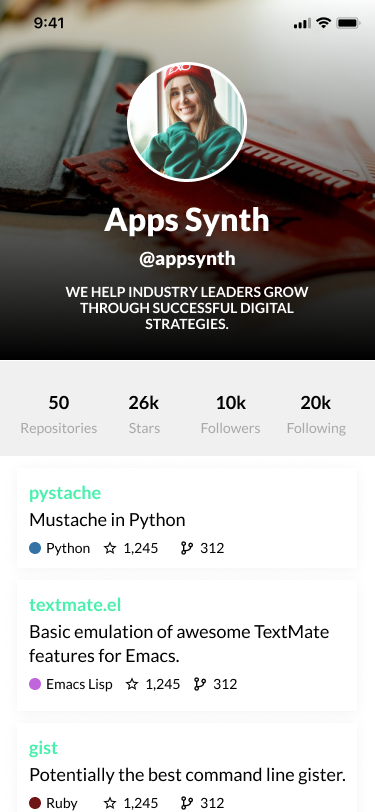 9:41
Apps Synth
@appsynth
WE HELP INDUSTRY LEADERS GROW
THROUGH SUCCESSFUL DIGITAL
STRATEGIES.
50 26k 10k 20k
Repositories Stars Followers Following
pystache
Mustache in Python
Python 1,245 312
textmate.el
Basic emulation of awesome TextMate
features for Emacs.
Emacs Lisp 1,245 312
gist
Potentially the best command line gister.
Ruby 1,245 312